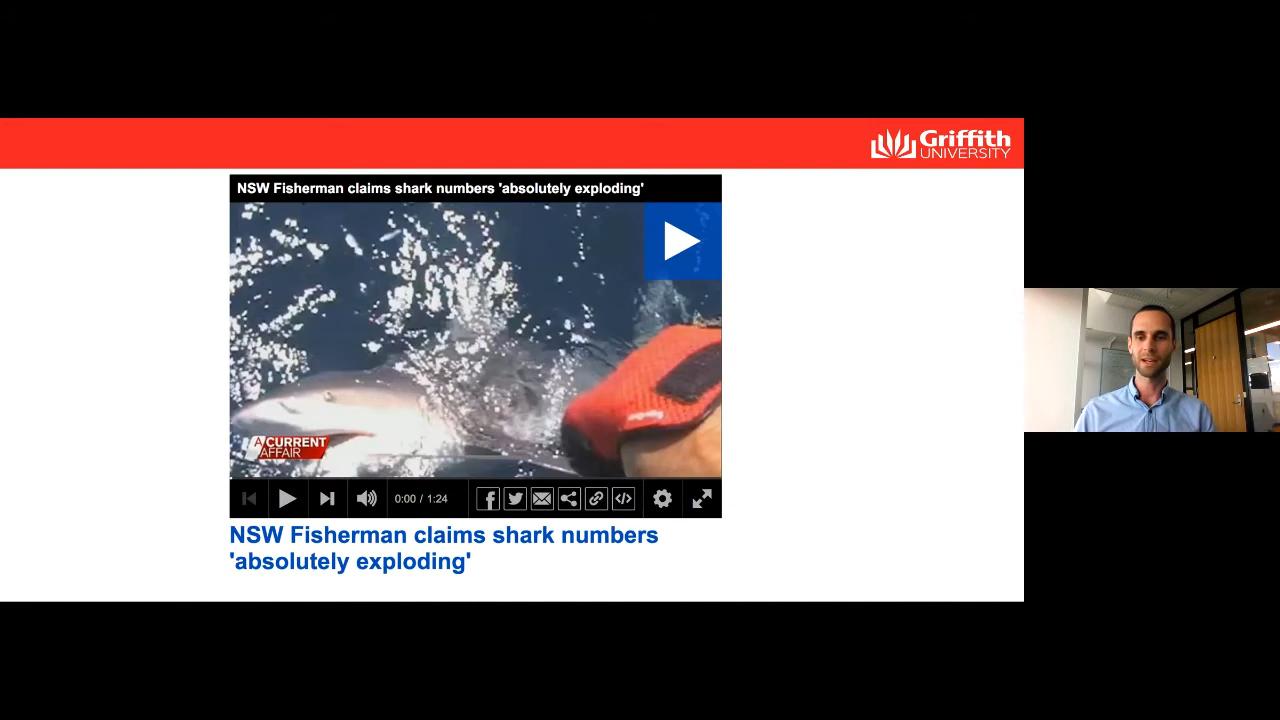 Griffith
UNIVERSITY
NSW Fisherman claims shark numbers 'absolutely exploding'
A CURRENT
AFFAIR
0:00 / 1:24
NSW Fisherman claims shark numbers
'absolutely exploding'